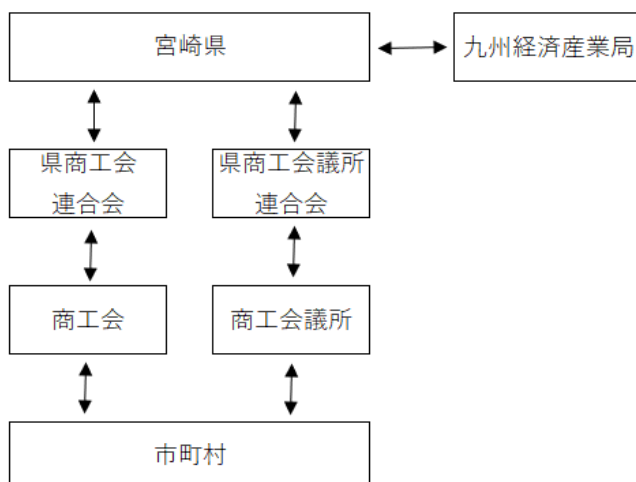 宮崎県
九州経済産業局
県商工会
連合会
県商工会議所
連合会
商工会
商工会議所
市町村